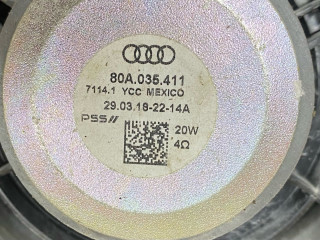 80A.035.411
7114.1 YCC MEXICO
29.03.18-22-14A
PSS//
20W
4Ω